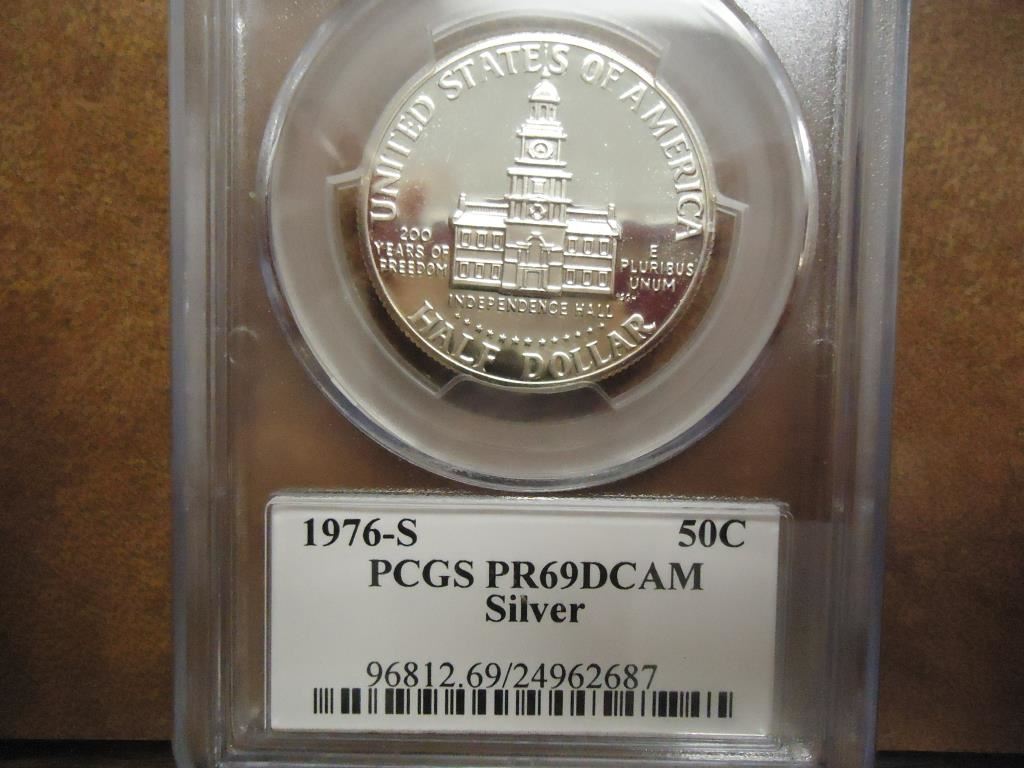 UNITED STATES OF AMERICA
200
YEARS OF
FREEDOM
E
PLURIBUS
UNUM
INDEPENDENCE HALL
HALF DOLLAR
1976-S 50C
PCGS PR69DCAM
Silver
96812.69/24962687